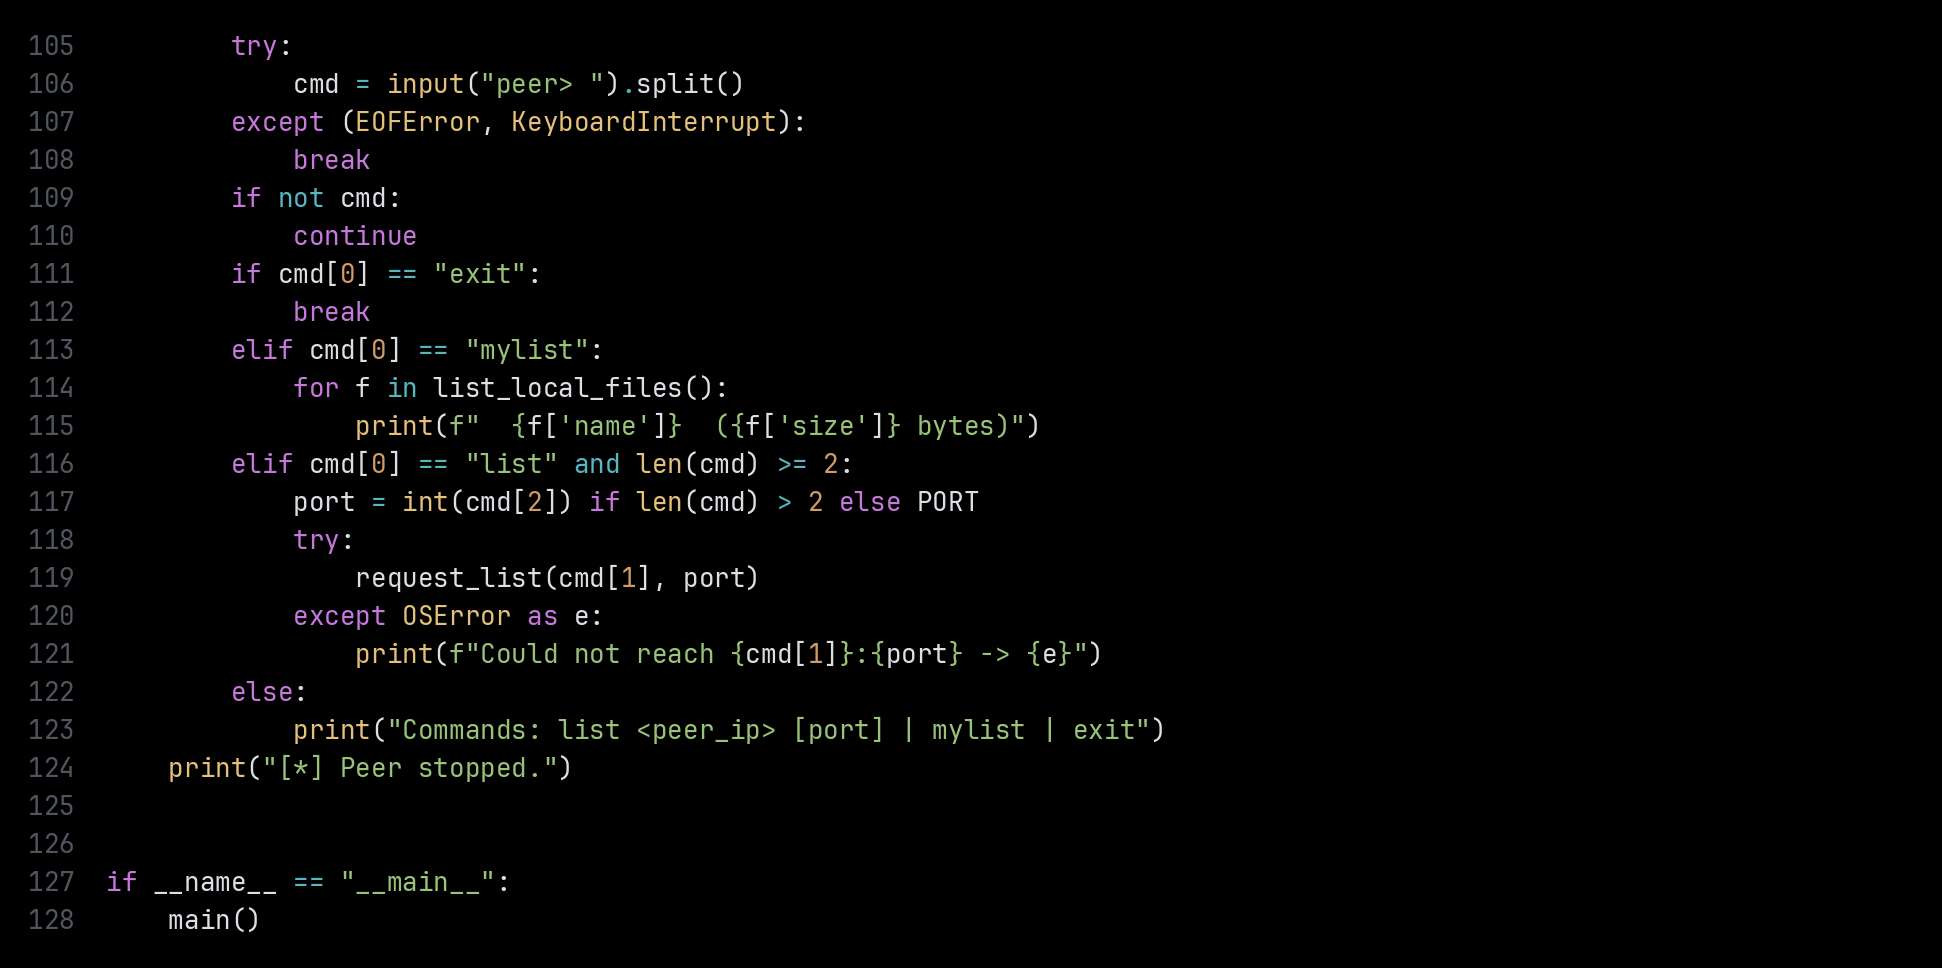 105         try:
106             cmd = input("peer> ").split()
107         except (EOFError, KeyboardInterrupt):
108             break
109         if not cmd:
110             continue
111         if cmd[0] == "exit":
112             break
113         elif cmd[0] == "mylist":
114             for f in list_local_files():
115                 print(f"  {f['name']}  ({f['size']} bytes)")
116         elif cmd[0] == "list" and len(cmd) >= 2:
117             port = int(cmd[2]) if len(cmd) > 2 else PORT
118             try:
119                 request_list(cmd[1], port)
120             except OSError as e:
121                 print(f"Could not reach {cmd[1]}:{port} -> {e}")
122         else:
123             print("Commands: list <peer_ip> [port] | mylist | exit")
124     print("[*] Peer stopped.")
125
126
127 if __name__ == "__main__":
128     main()